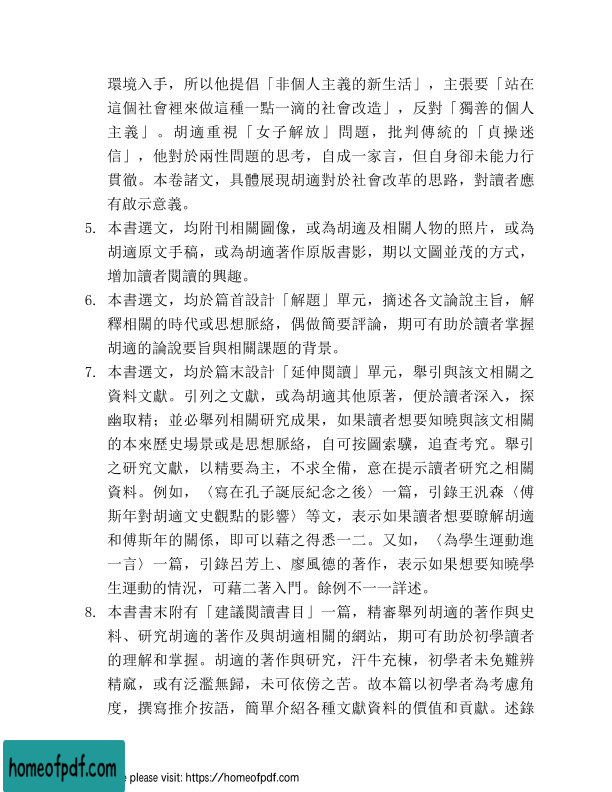 環境入手，所以他提倡「非個人主義的新生活」，主張要「站在
這個社會裡來做這種一點一滴的社會改造」，反對「獨善的個人
主義」。胡適重視「女子解放」問題，批判傳統的「貞操迷
信」，他對於兩性問題的思考，自成一家言，但自身卻未能力行
貫徹。本卷諸文，具體展現胡適對於社會改革的思路，對讀者應
有啟示意義。
5. 本書選文，均附刊相關圖像，或為胡適及相關人物的照片，或為
胡適原文手稿，或為胡適著作原版書影，期以文圖並茂的方式，
增加讀者閱讀的興趣。
6. 本書選文，均於篇首設計「解題」單元，摘述各文論說主旨，解
釋相關的時代或思想脈絡，偶做簡要評論，期可有助於讀者掌握
胡適的論說要旨與相關課題的背景。
7. 本書選文，均於篇末設計「延伸閱讀」單元，舉引與該文相關之
資料文獻。引列之文獻，或為胡適其他原著，便於讀者深入，探
幽取精；並必舉列相關研究成果，如果讀者想要知曉與該文相關
的本來歷史場景或是思想脈絡，自可按圖索驥，追查考究。舉引
之研究文獻，以精要為主，不求全備，意在提示讀者研究之相關
資料。例如，〈寫在孔子誕辰紀念之後〉一篇，引錄王汎森〈傅
斯年對胡適文史觀點的影響〉等文，表示如果讀者想要瞭解胡適
和傅斯年的關係，即可以藉之得悉一二。又如，〈為學生運動進
一言〉一篇，引錄呂芳上、廖風德的著作，表示如果想要知曉學
生運動的情況，可藉二著入門。餘例不一一詳述。
8. 本書書末附有「建議閱讀書目」一篇，精審舉列胡適的著作與史
料、研究胡適的著作及與胡適相關的網站，期可有助於初學讀者
的理解和掌握。胡適的著作與研究，汗牛充棟，初學者未免難辨
精窳，或有泛濫無歸，未可依傍之苦。故本篇以初學者為考慮角
度，撰寫推介按語，簡單介紹各種文獻資料的價值和貢獻。述錄
homeofpdf.com
please visit: https://homeofpdf.com